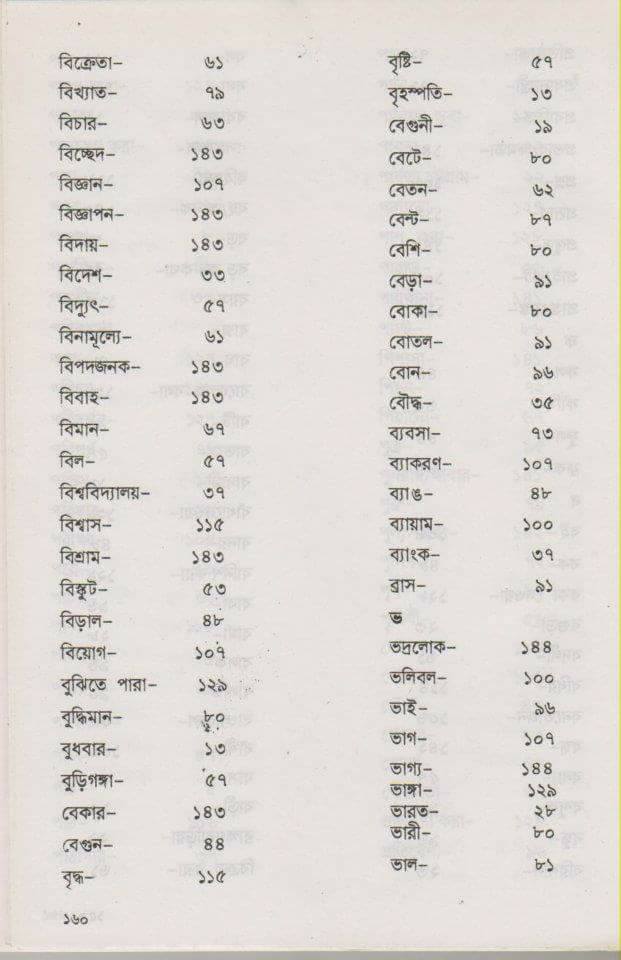 বিক্রেতা- ৬১
বিখ্যাত- ৭৯
বিচার- ৬৩
বিচ্ছেদ- ১৪৩
বিজ্ঞান- ১০৭
বিজ্ঞাপন- ১৪৩
বিদায়- ১৪৩
বিদেশ- ৩৩
বিদ্যুৎ- ৫৭
বিনামূল্যে- ৬১
বিপদজনক- ১৪৩
বিবাহ- ১৪৩
বিমান- ৬৭
বিল- ৫৭
বিশ্ববিদ্যালয়- ৩৭
বিশ্বাস- ১১৫
বিশ্রাম- ১৪৩
বিস্কুট- ৫৩
বিড়াল- ৪৮
বিয়োগ- ১০৭
বুঝিতে পারা- ১২৯
বুদ্ধিমান- ৮০
বুধবার- ১৩
বুড়িগঙ্গা- ৫৭
বেকার- ১৪৩
বেগুন- ৪৪
বৃদ্ধ- ১১৫
১৬০
বৃষ্টি- ৫৭
বৃহস্পতি- ১৩
বেগুনী- ১৯
বেটে- ৮০
বেতন- ৬২
বেন্ট- ৮৭
বেশি- ৮০
বেড়া- ৯১
বোকা- ৮০
বোতল- ৯১
বোন- ৯৬
বৌদ্ধ- ৩৫
ব্যবসা- ৭৩
ব্যাকরণ- ১০৭
ব্যাঙ- ৪৮
ব্যায়াম- ১০০
ব্যাংক- ৩৭
ব্রাস- ৯১
ভ
ভদ্রলোক- ১৪৪
ভলিবল- ১০০
ভাই- ৯৬
ভাগ- ১০৭
ভাগ্য- ১৪৪
ভাঙ্গা- ১২৯
ভারত- ২৮
ভারী- ৮০
ভাল- ৮১